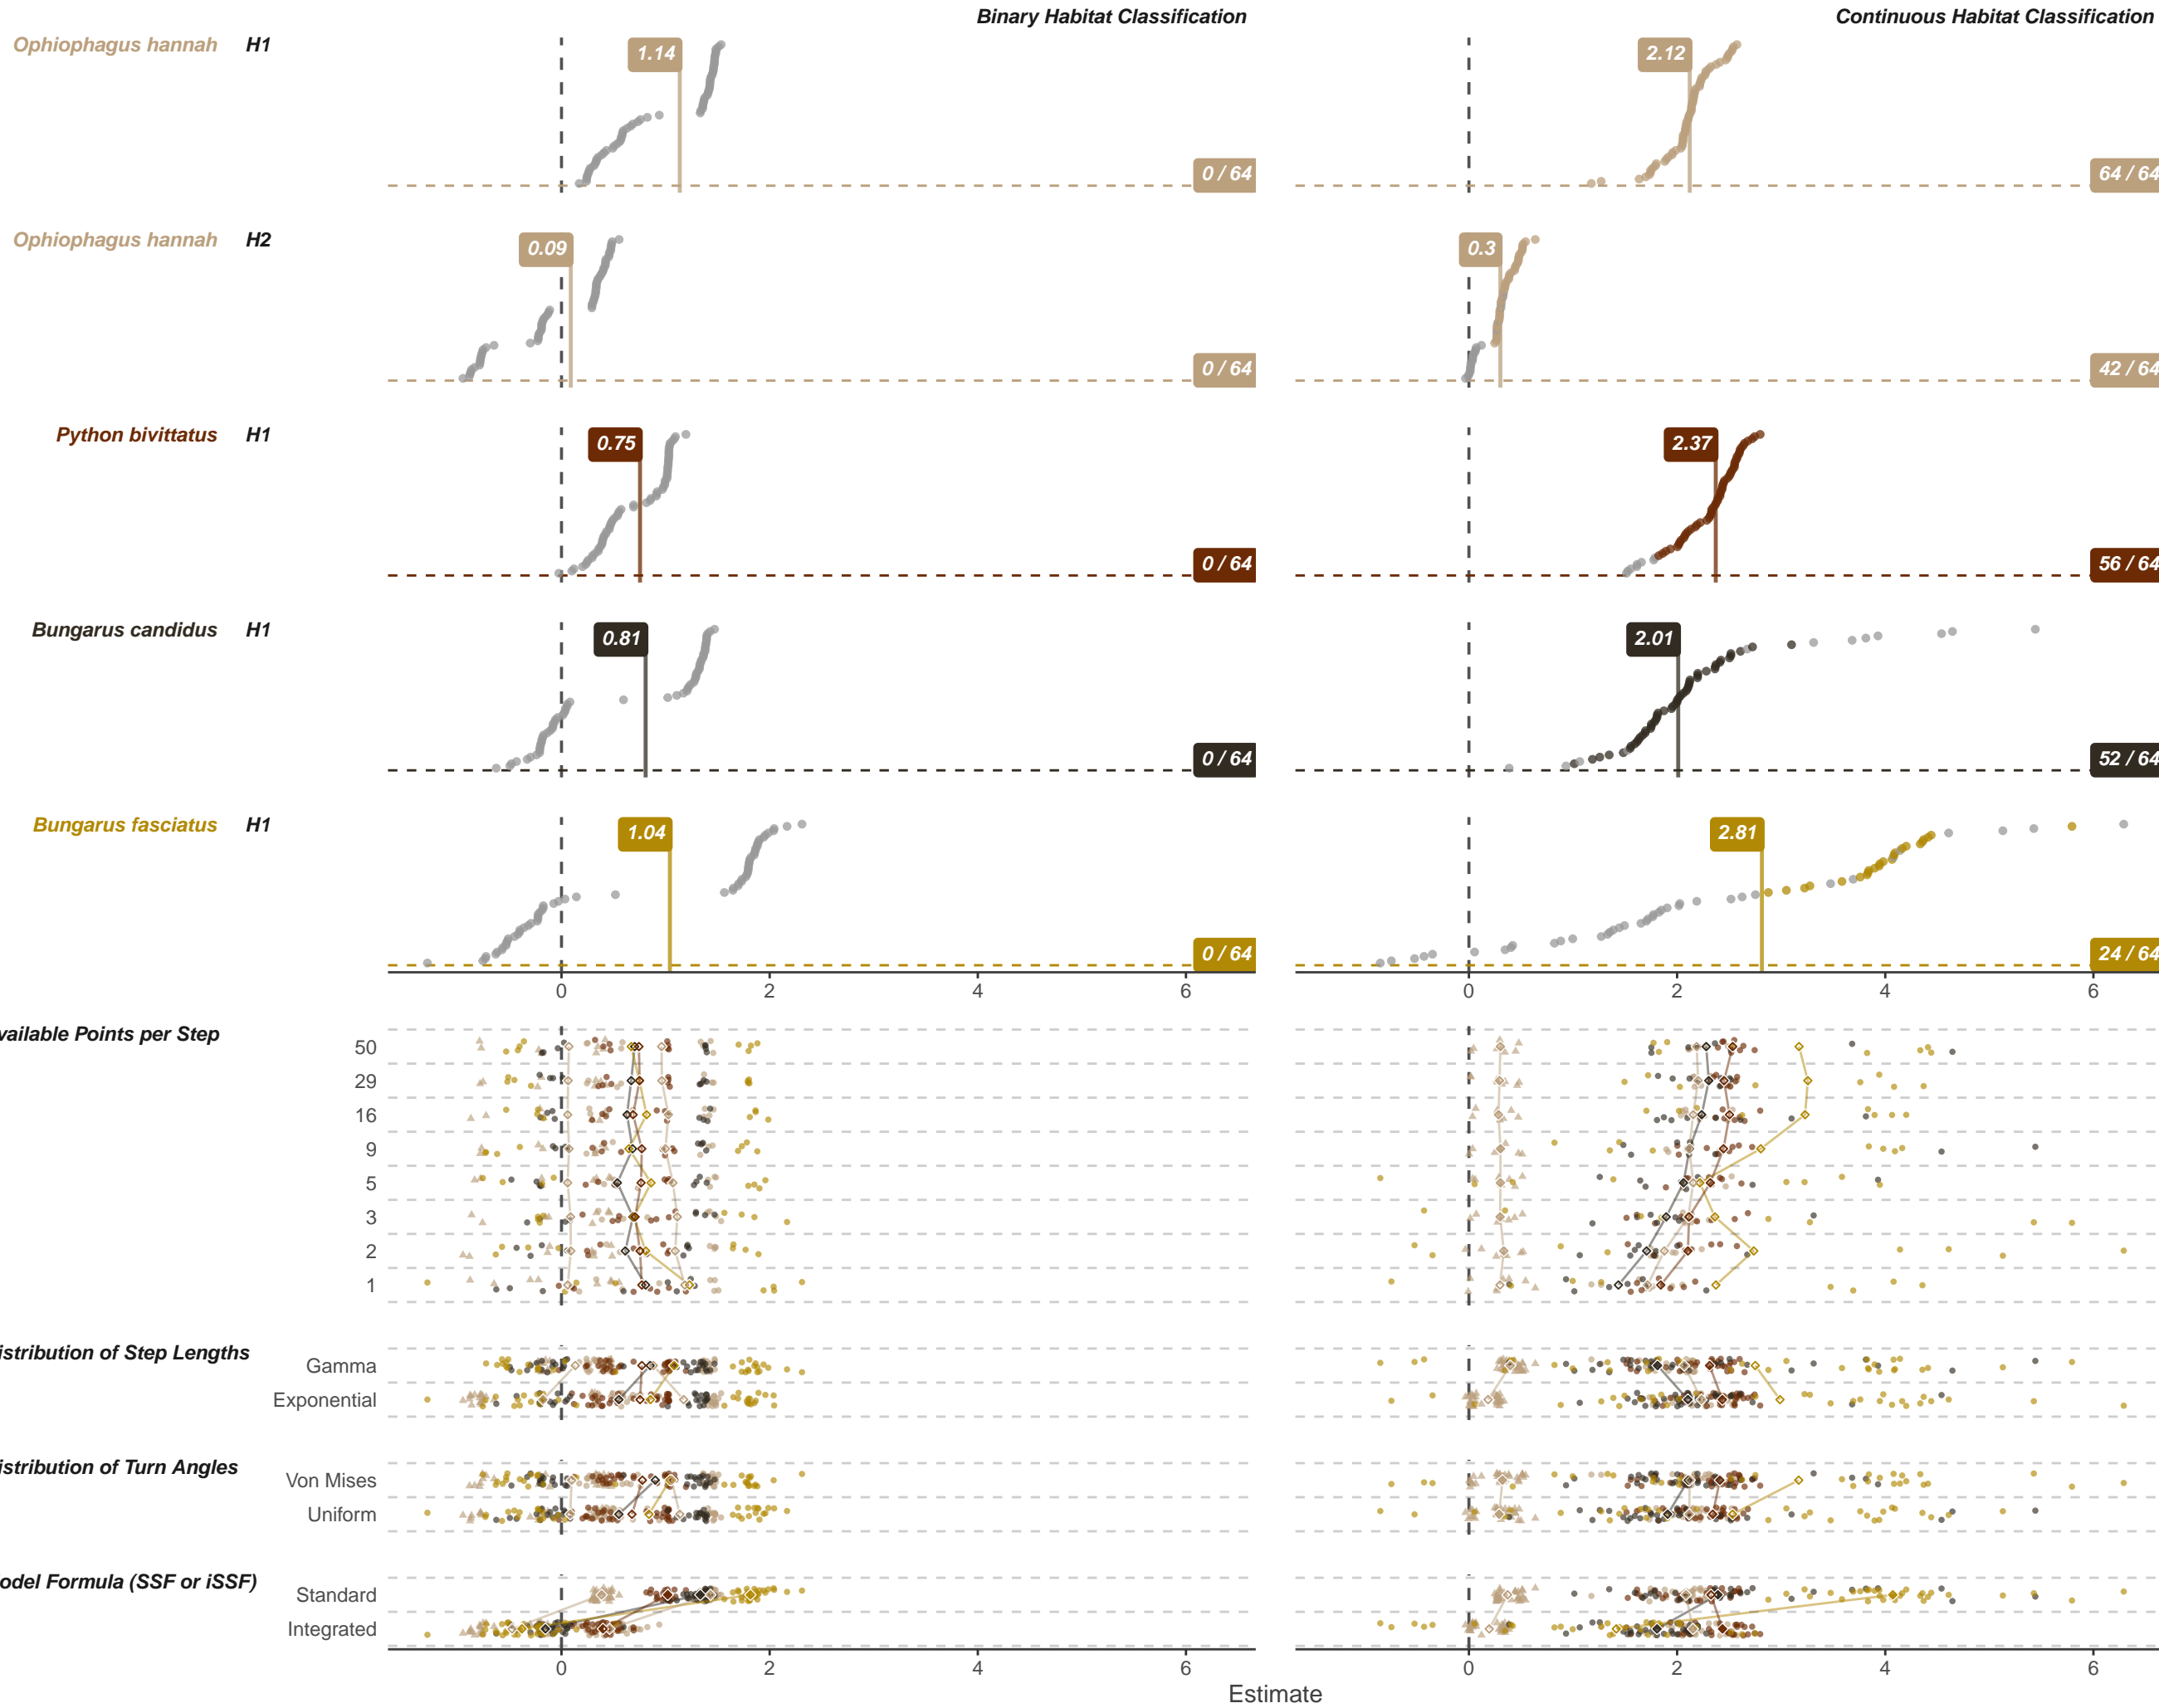 Binary Habitat Classification
Continuous Habitat Classification
Ophiophagus hannah H1
1.14
0 / 64
2.12
64 / 64
Ophiophagus hannah H2
0.09
0 / 64
0.3
42 / 64
Python bivittatus H1
0.75
0 / 64
2.37
56 / 64
Bungarus candidus H1
0.81
0 / 64
2.01
52 / 64
Bungarus fasciatus H1
1.04
0 / 64
2.81
24 / 64
0 2 4 6
0 2 4 6
vailable Points per Step
50
29
16
9
5
3
2
1
istribution of Step Lengths
Gamma
Exponential
istribution of Turn Angles
Von Mises
Uniform
odel Formula (SSF or iSSF)
Standard
Integrated
0 2 4 6
0 2 4 6
Estimate